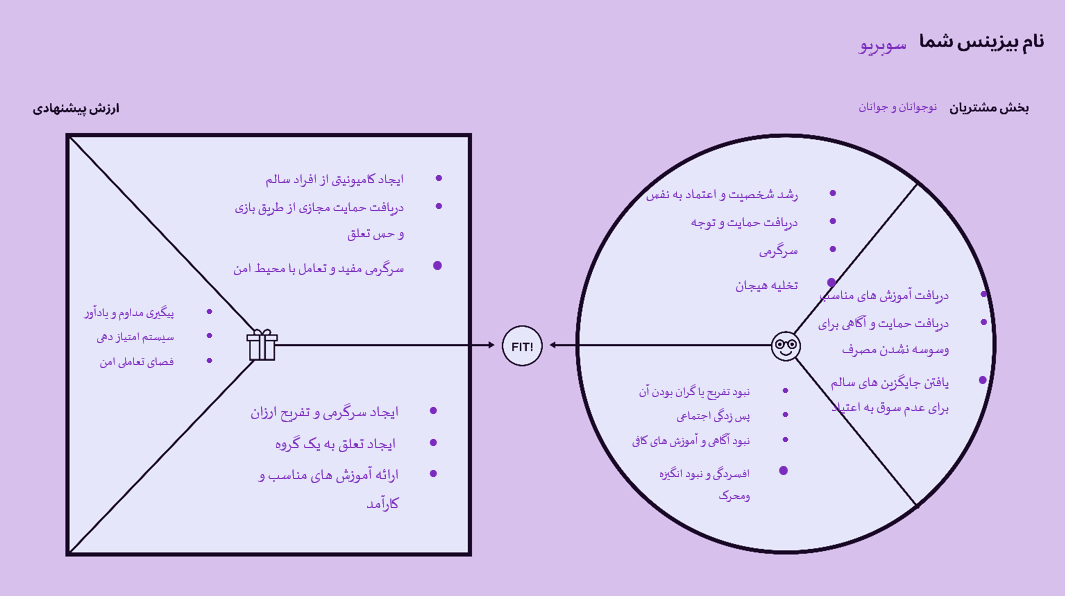 نام بیزینس شما سوبریو
بخش مشتریان نوجوانان و جوانان
ارزش پیشنهادی
رشد شخصیت و اعتماد به نفس
دریافت حمایت و توجه
سرگرمی
تخلیه هیجان
دریافت آموزش های مناسب
دریافت حمایت و آگاهی برای
وسوسه نشدن مصرف
یافتن جایگزین های سالم
برای عدم سوق به اعتیاد
نبود تفریح یا گران بودن آن
پس زدگی اجتماعی
نبود آگاهی و آموزش های کافی
افسردگی و نبود انگیزه
ومحرک
FIT!
ایجاد کامیونیتی از افراد سالم
دریافت حمایت مجازی از طریق بازی
و حس تعلق
سرگرمی مفید و تعامل با محیط امن
پیگیری مداوم و یادآور
سیستم امتیاز دهی
فضای تعاملی امن
ایجاد سرگرمی و تفریح ارزان
ایجاد تعلق به یک گروه
ارائه آموزش های مناسب و
کارآمد